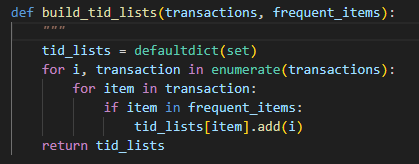 def build_tid_lists(transactions, frequent_items):
    """
    tid_lists = defaultdict(set)
    for i, transaction in enumerate(transactions):
        for item in transaction:
            if item in frequent_items:
                tid_lists[item].add(i)
    return tid_lists